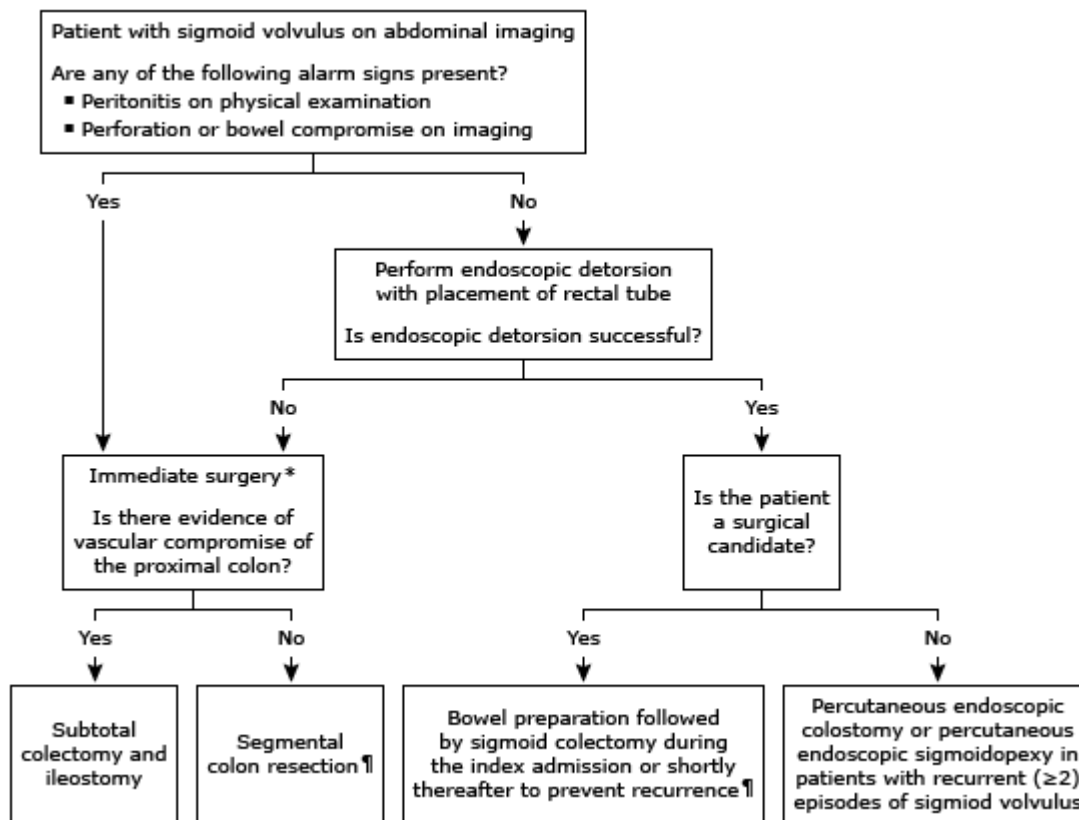 Patient with sigmoid volvulus on abdominal imaging
Are any of the following alarm signs present?
▪ Peritonitis on physical examination
▪ Perforation or bowel compromise on imaging
Yes
No
Perform endoscopic detorsion
with placement of rectal tube
Is endoscopic detorsion successful?
No
Yes
Immediate surgery*
Is there evidence of
vascular compromise of
the proximal colon?
Is the patient
a surgical
candidate?
Yes
No
Yes
No
Subtotal
colectomy and
ileostomy
Segmental
colon resection¶
Bowel preparation followed
by sigmoid colectomy during
the index admission or shortly
thereafter to prevent recurrence¶
Percutaneous endoscopic
colostomy or percutaneous
endoscopic sigmoidopexy in
patients with recurrent (≥2)
episodes of sigmiod volvulus